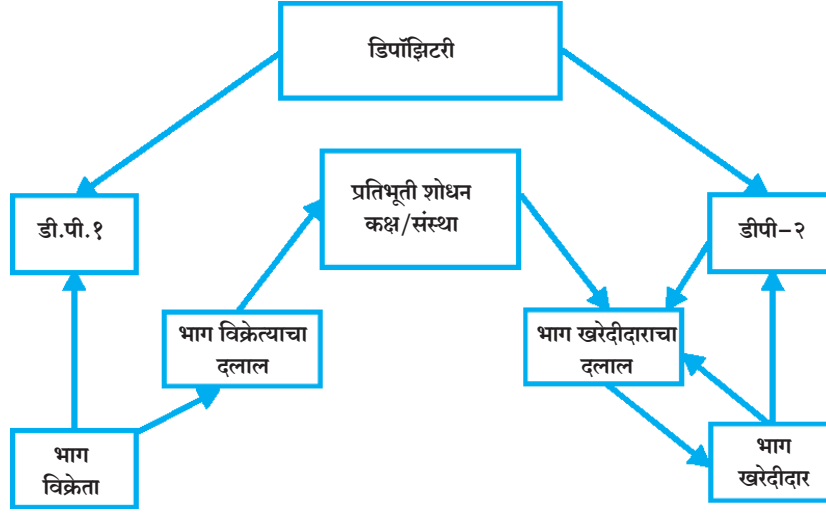 डिपॉझिटरी
प्रतिभूती शोधन
कक्ष/संस्था
डी.पी.१
डीपी–२
भाग विक्रेत्याचा
दलाल
भाग खरेदीदाराचा
दलाल
भाग
विक्रेता
भाग
खरेदीदार